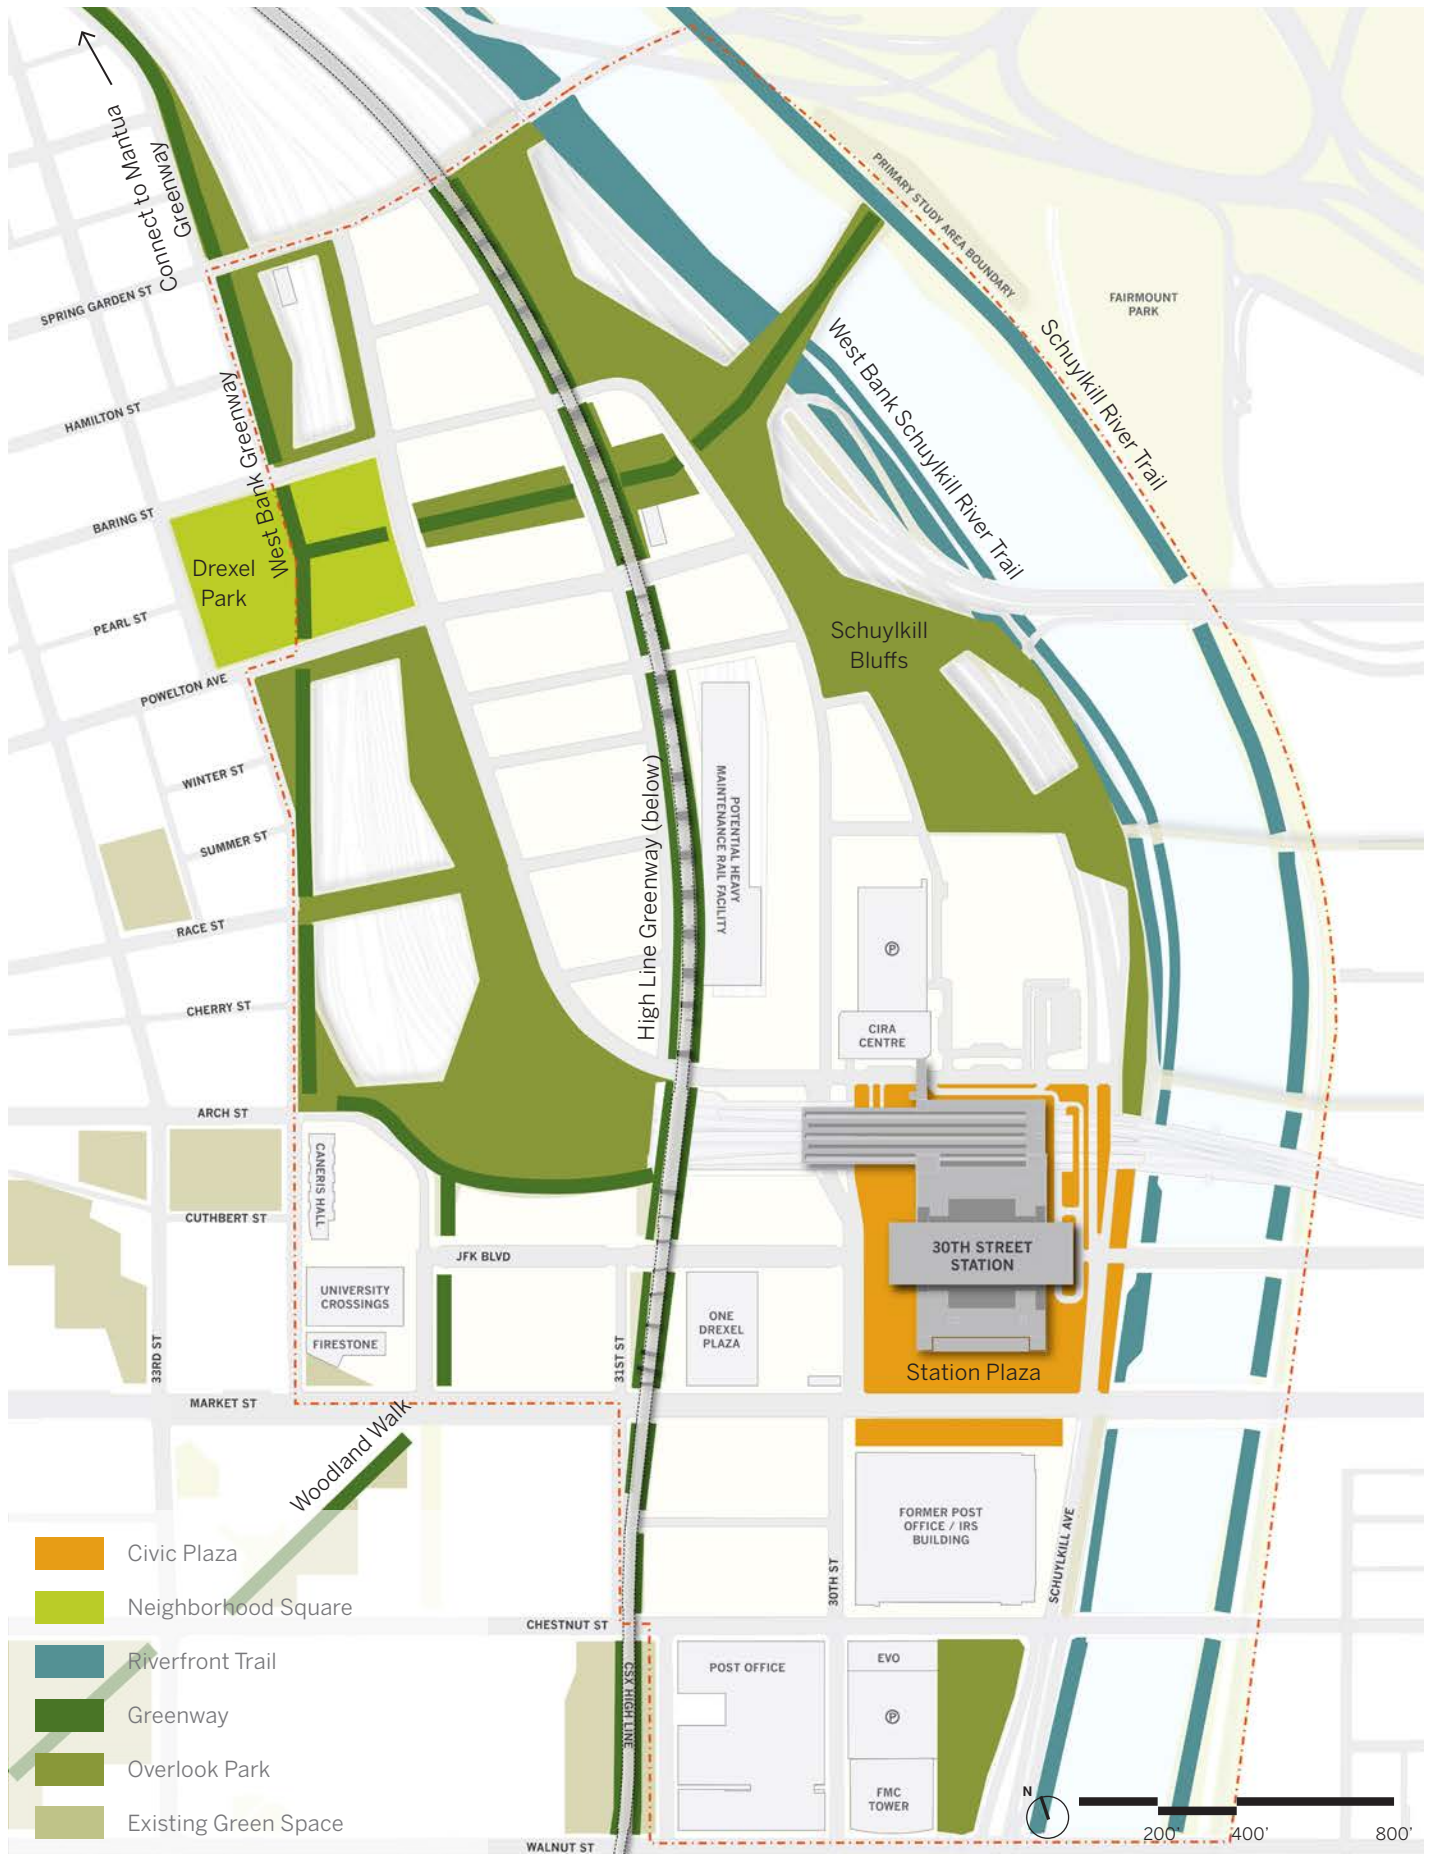 Connect to Mantua
Greenway
SPRING GARDEN ST
PRIMARY STUDY AREA BOUNDARY
FAIRMOUNT
PARK
Schuylkill River Trail
West Bank Schuylkill River Trail
HAMILTON ST
West Bank Greenway
BARING ST
Drexel
Park
PEARL ST
Schuylkill
Bluffs
POWELTON AVE
WINTER ST
SUMMER ST
High Line Greenway (below)
POTENTIAL HEAVY
MAINTENANCE RAIL FACILITY
RACE ST
P
CHERRY ST
CIRA
CENTRE
ARCH ST
CANERIS HALL
CUTHBERT ST
JFK BLVD
30TH STREET
STATION
UNIVERSITY
CROSSINGS
FIRESTONE
ONE
DREXEL
PLAZA
33RD ST
31ST ST
Station Plaza
MARKET ST
Woodland Walk
FORMER POST
OFFICE / IRS
BUILDING
SCHUYLKILL AVE
30TH ST
Civic Plaza
Neighborhood Square
CHESTNUT ST
Riverfront Trail
POST OFFICE
EVO
CSX HIGH LINE
Greenway
P
Overlook Park
FMC
TOWER
N
Existing Green Space
200'
400'
800'
WALNUT ST